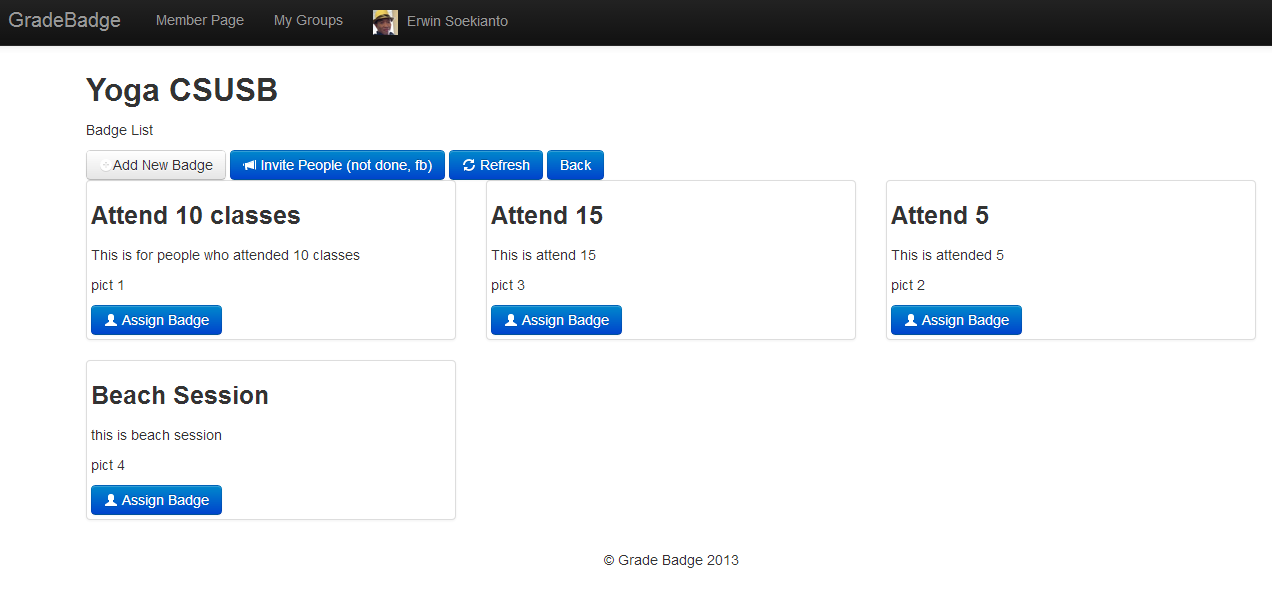 GradeBadge Member Page My Groups Erwin Soekianto
Yoga CSUSB
Badge List
Add New Badge Invite People (not done, fb) Refresh Back
Attend 10 classes
This is for people who attended 10 classes
pict 1
Assign Badge
Attend 15
This is attend 15
pict 3
Assign Badge
Attend 5
This is attended 5
pict 2
Assign Badge
Beach Session
this is beach session
pict 4
Assign Badge
© Grade Badge 2013